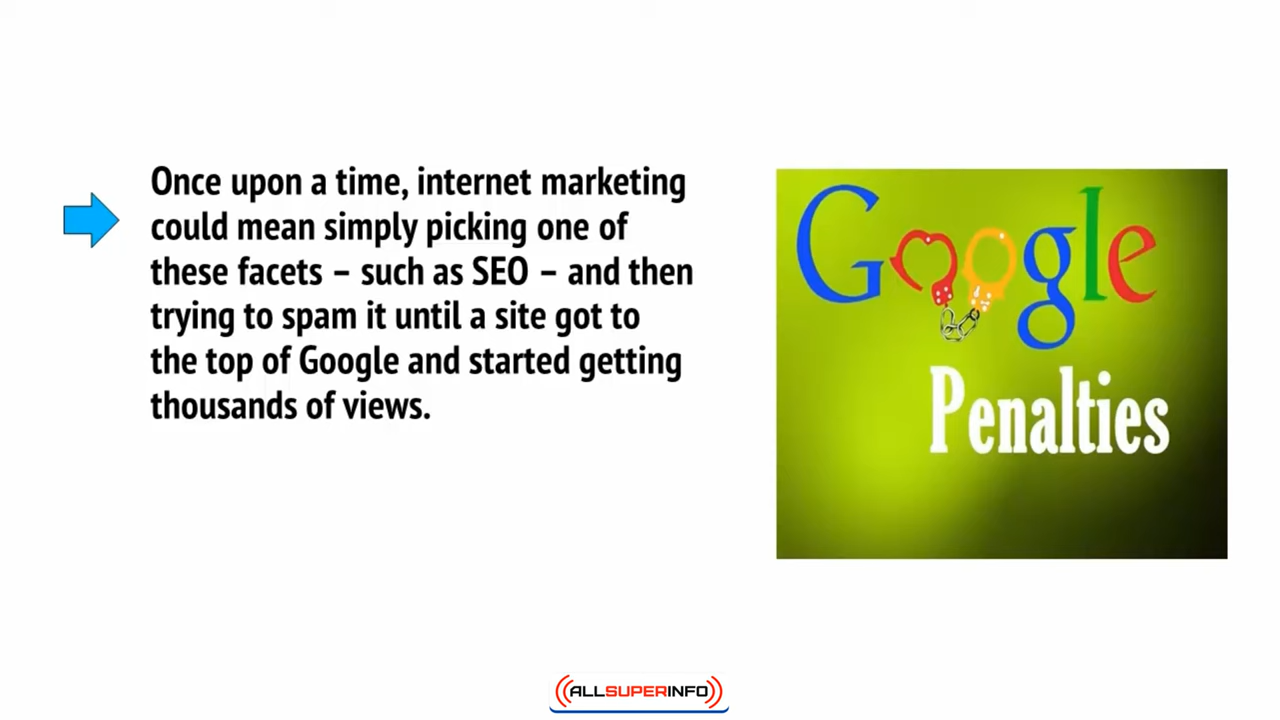 Once upon a time, internet marketing
could mean simply picking one of
these facets – such as SEO – and then
trying to spam it until a site got to
the top of Google and started getting
thousands of views.
Google
Penalties
ALLSUPERINFO